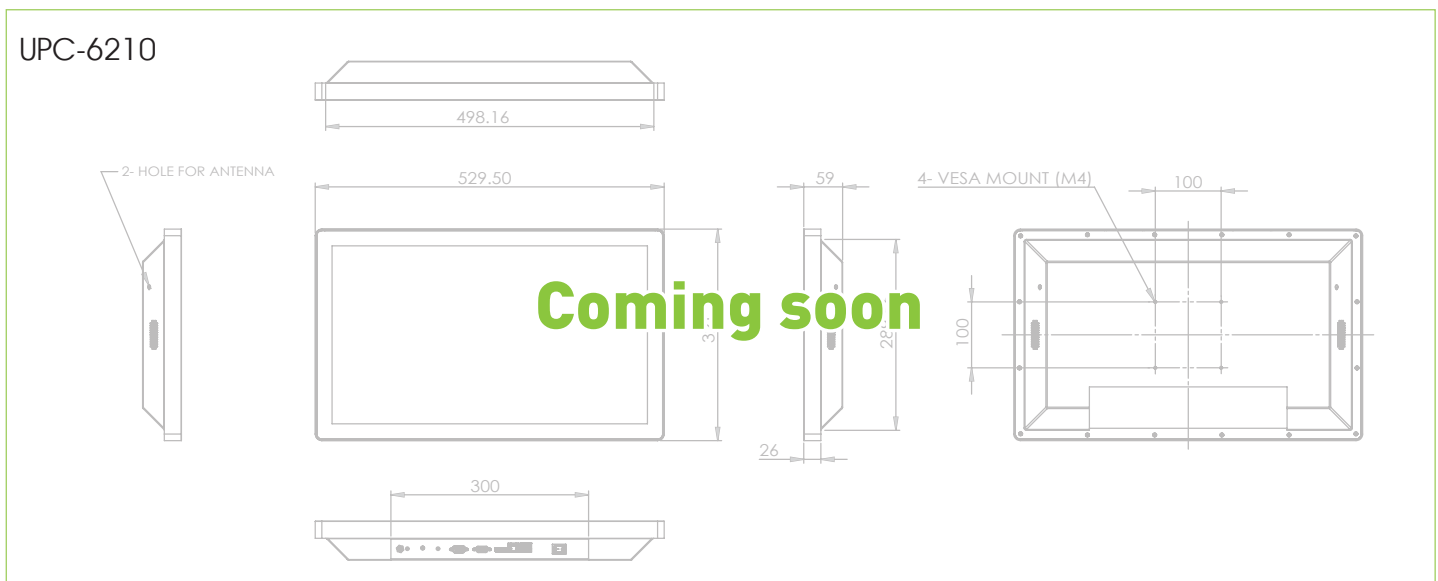 UPC-6210
498.16
2- HOLE FOR ANTENNA
529.50
59
4- VESA MOUNT (M4)
100
Coming soon
100
26
300